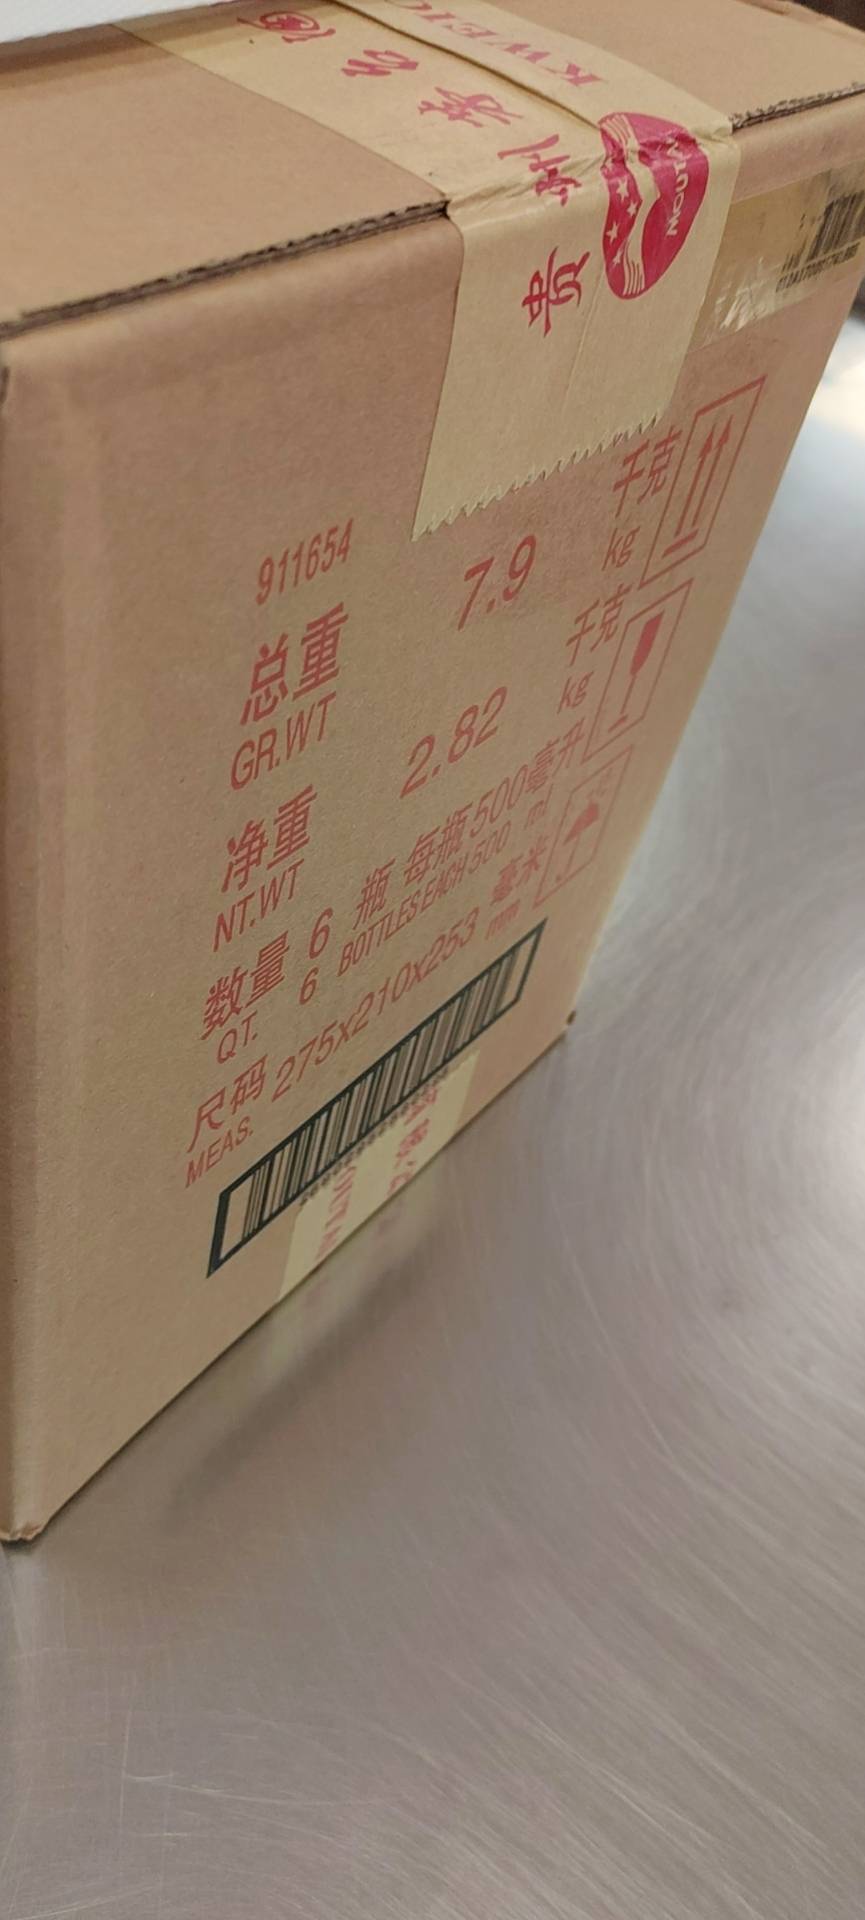 贵州茅台酒
KWEIC
MOUTAI
911654
总重 7.9 千克
GR.WT kg
净重 2.82 千克
NT.WT kg
数量 6 瓶 每瓶500毫升
QT. 6 BOTTLES EACH 500 ml
尺码 275x210x253 毫米
MEAS. mm